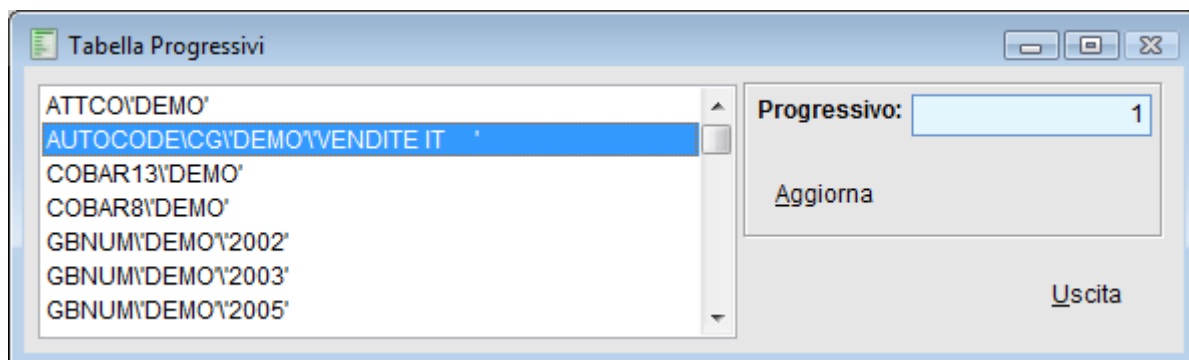 Tabella Progressivi
ATTCO\'DEMO'
AUTOCODE\CG\'DEMO'\'VENDITE IT     '
COBAR13\'DEMO'
COBAR8\'DEMO'
GBNUM\'DEMO'\'2002'
GBNUM\'DEMO'\'2003'
GBNUM\'DEMO'\'2005'
Progressivo: 1
Aggiorna
Uscita